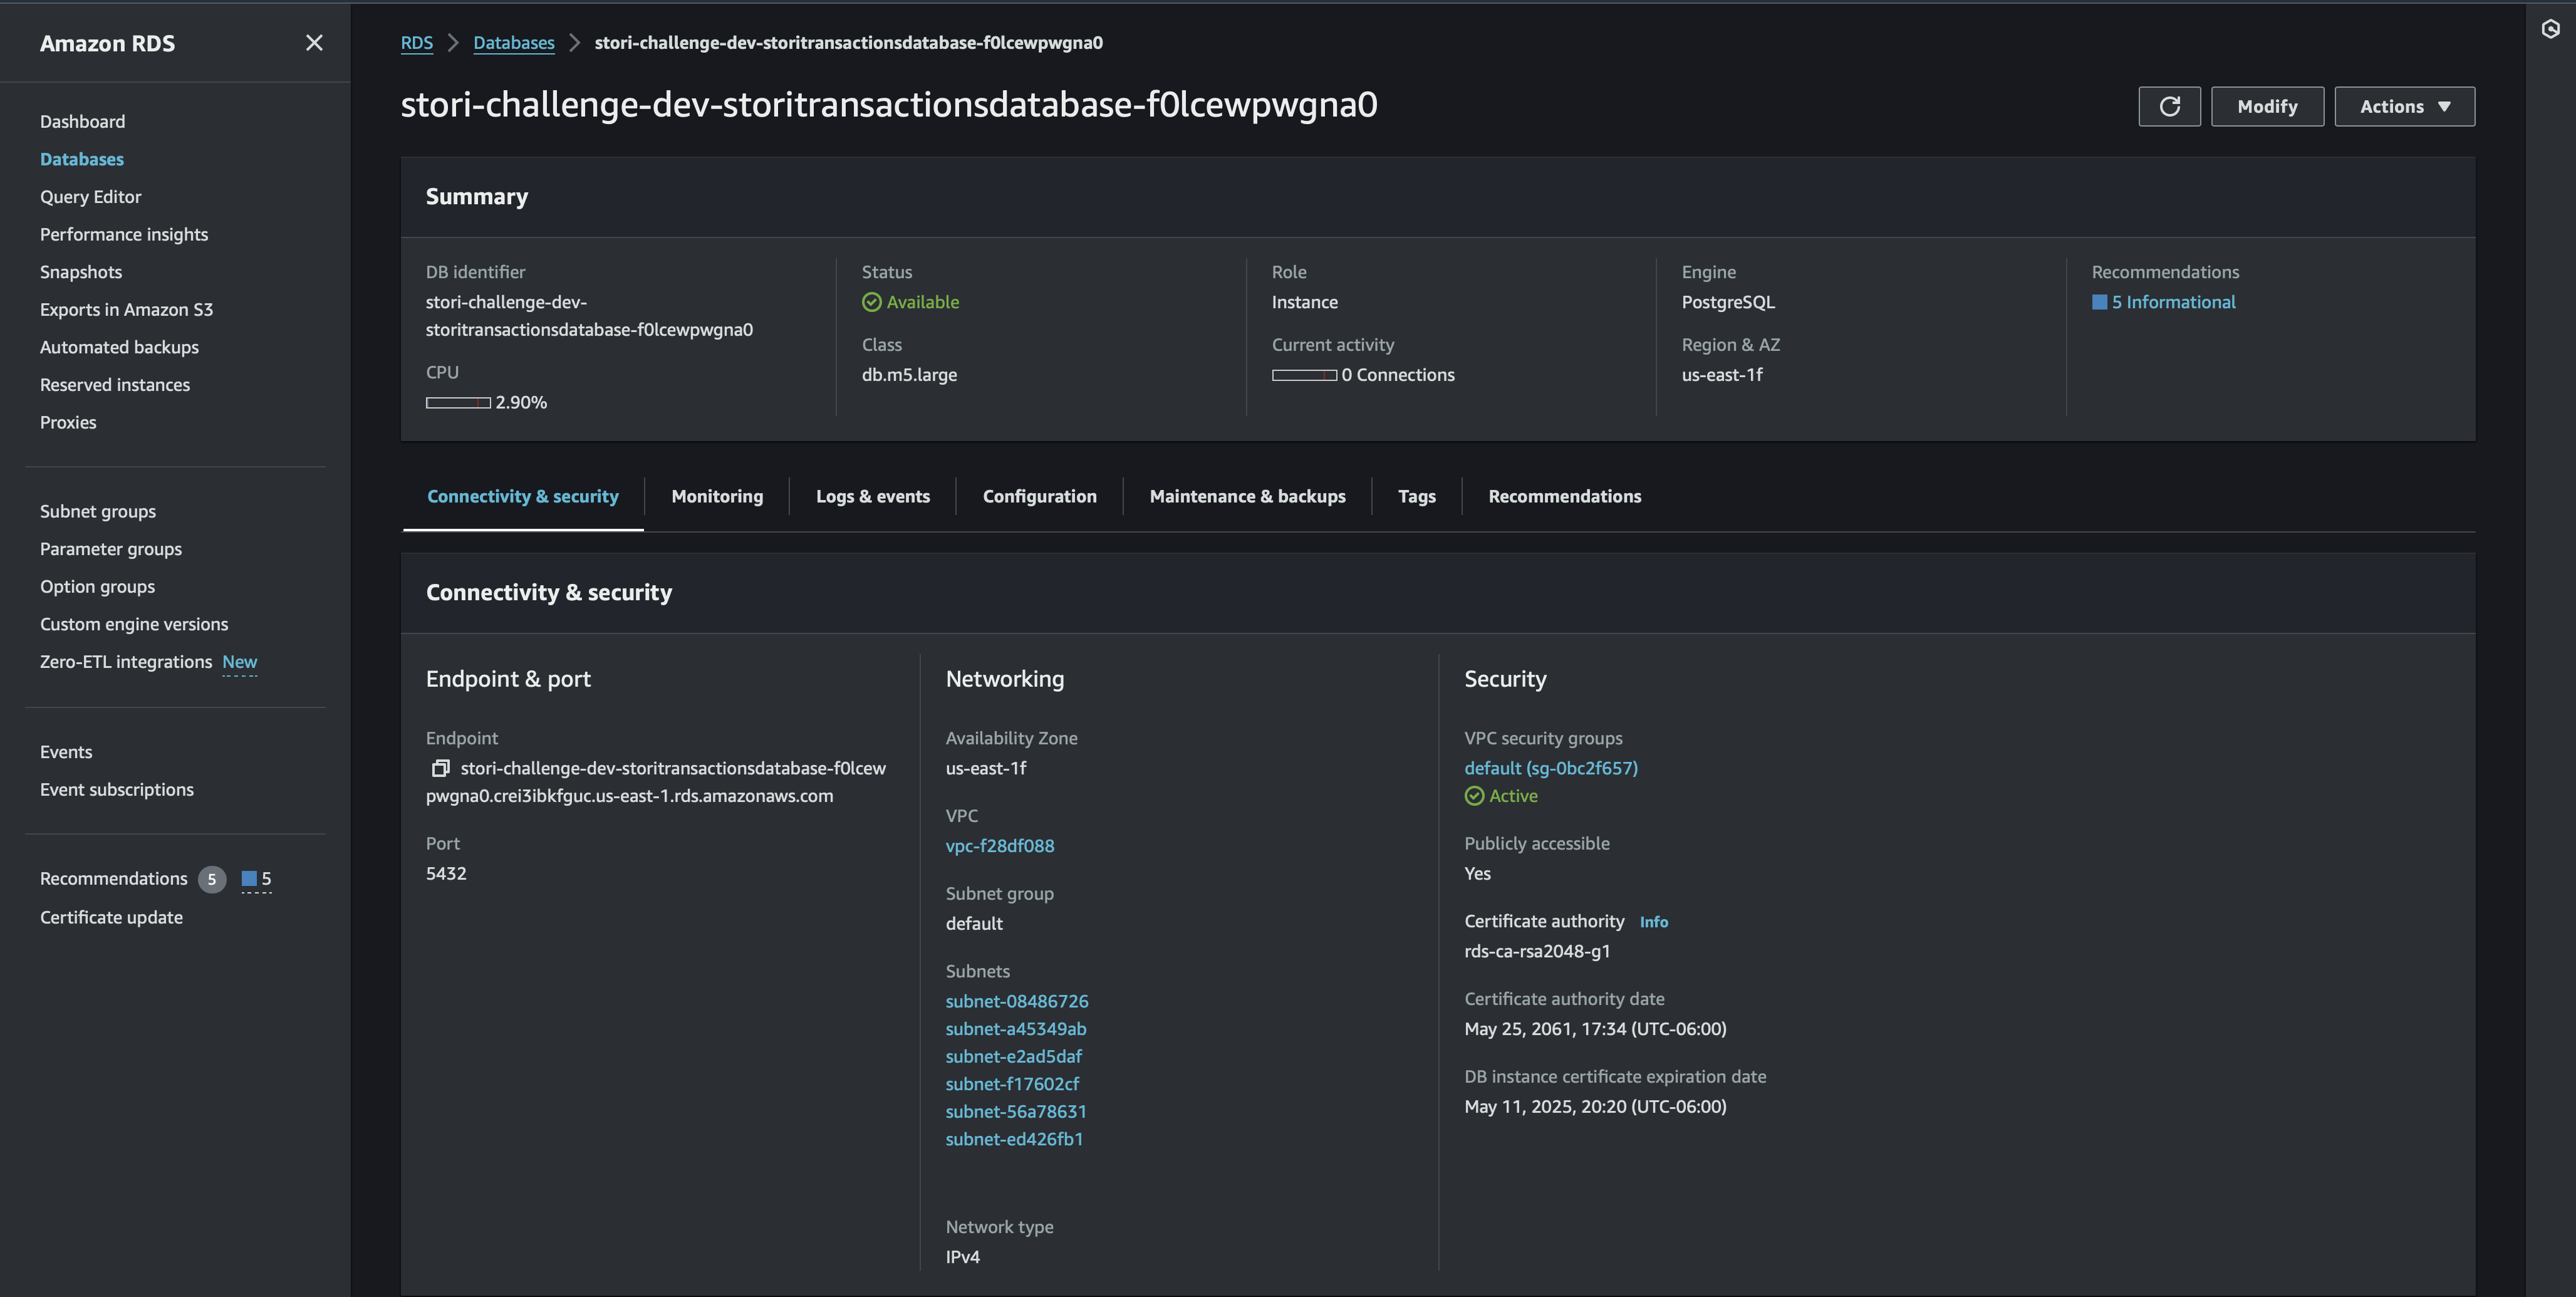 Amazon RDS
Dashboard
Databases
Query Editor
Performance insights
Snapshots
Exports in Amazon S3
Automated backups
Reserved instances
Proxies
Subnet groups
Parameter groups
Option groups
Custom engine versions
Zero-ETL integrations New
Events
Event subscriptions
Recommendations 5 5
Certificate update
RDS Databases stori-challenge-dev-storitransactionsdatabase-f0lcewpwgna0
stori-challenge-dev-storitransactionsdatabase-f0lcewpwgna0
Modify
Actions
Summary
DB identifier
stori-challenge-dev-
storitransactionsdatabase-f0lcewpwgna0
CPU
2.90%
Status
Available
Class
db.m5.large
Role
Instance
Current activity
0 Connections
Engine
PostgreSQL
Region & AZ
us-east-1f
Recommendations
5 Informational
Connectivity & security
Monitoring
Logs & events
Configuration
Maintenance & backups
Tags
Recommendations
Connectivity & security
Endpoint & port
Endpoint
stori-challenge-dev-storitransactionsdatabase-f0lcew
pwgna0.crei3ibkfguc.us-east-1.rds.amazonaws.com
Port
5432
Networking
Availability Zone
us-east-1f
VPC
vpc-f28df088
Subnet group
default
Subnets
subnet-08486726
subnet-a45349ab
subnet-e2ad5daf
subnet-f17602cf
subnet-56a78631
subnet-ed426fb1
Network type
IPv4
Security
VPC security groups
default (sg-0bc2f657)
Active
Publicly accessible
Yes
Certificate authority Info
rds-ca-rsa2048-g1
Certificate authority date
May 25, 2061, 17:34 (UTC-06:00)
DB instance certificate expiration date
May 11, 2025, 20:20 (UTC-06:00)